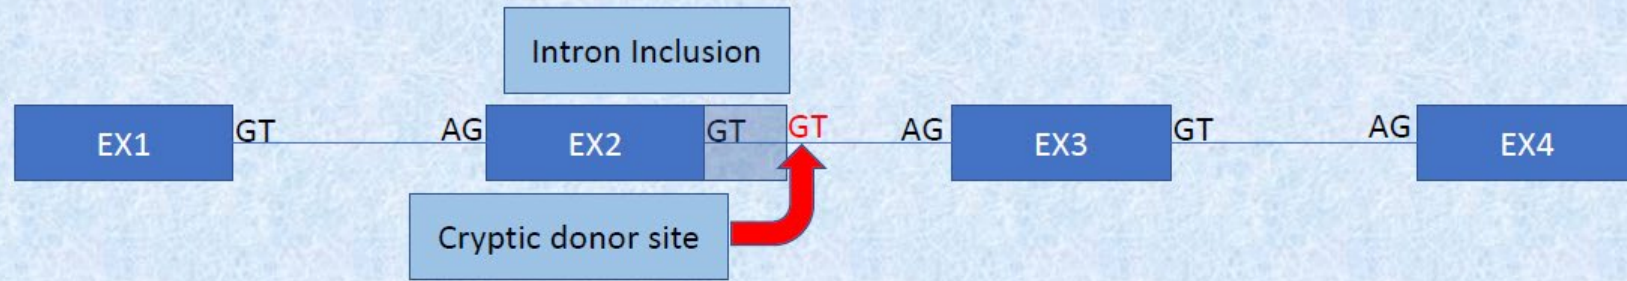 Intron Inclusion
EX1 GT AG EX2 GT GT AG EX3 GT AG EX4
Cryptic donor site